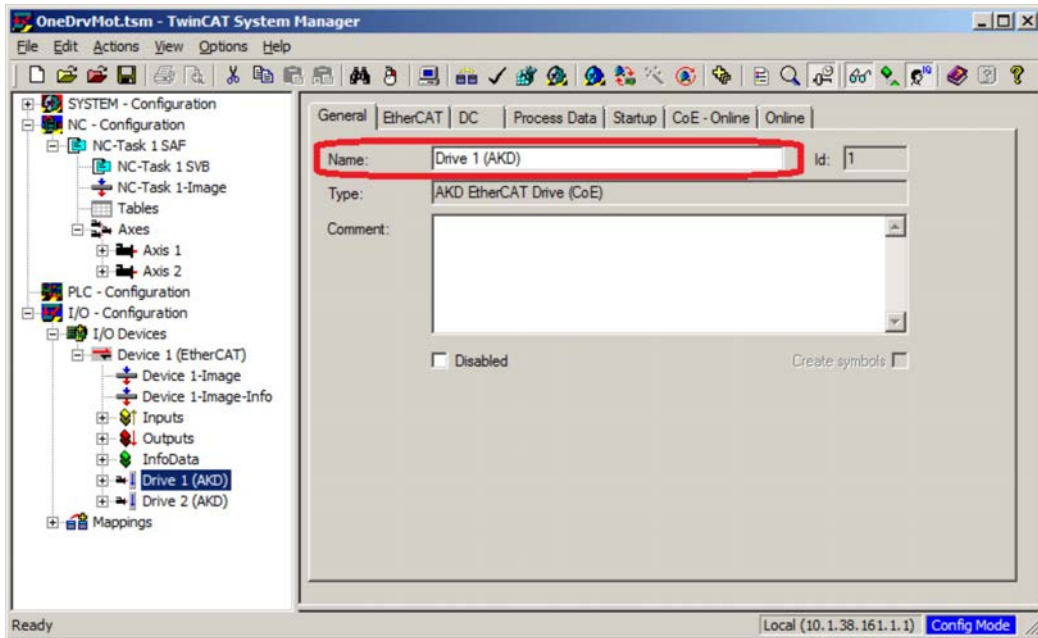 OneDrvMot.tsm - TwinCAT System Manager
File Edit Actions View Options Help
SYSTEM - Configuration
NC - Configuration
NC-Task 1 SAF
NC-Task 1 SVB
NC-Task 1-Image
Tables
Axes
Axis 1
Axis 2
PLC - Configuration
I/O - Configuration
I/O Devices
Device 1 (EtherCAT)
Device 1-Image
Device 1-Image-Info
Inputs
Outputs
InfoData
Drive 1 (AKD)
Drive 2 (AKD)
Mappings
General EtherCAT DC Process Data Startup CoE - Online Online
Name: Drive 1 (AKD) Id: 1
Type: AKD EtherCAT Drive (CoE)
Comment:
Disabled Create symbols
Ready Local (10.1.38.161.1.1) Config Mode